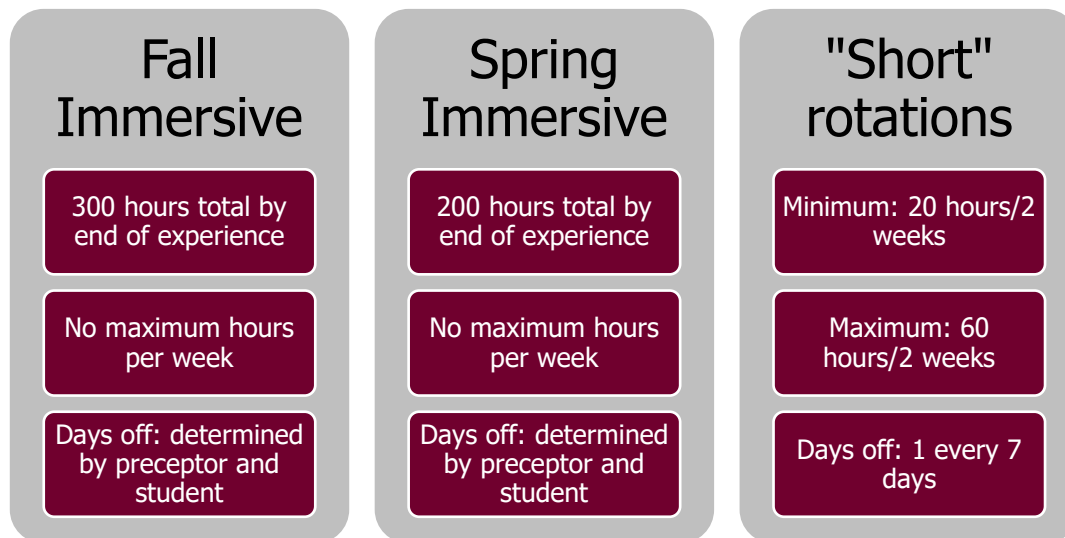 Fall
Immersive
300 hours total by
end of experience
No maximum hours
per week
Days off: determined
by preceptor and
student
Spring
Immersive
200 hours total by
end of experience
No maximum hours
per week
Days off: determined
by preceptor and
student
"Short"
rotations
Minimum: 20 hours/2
weeks
Maximum: 60
hours/2 weeks
Days off: 1 every 7
days